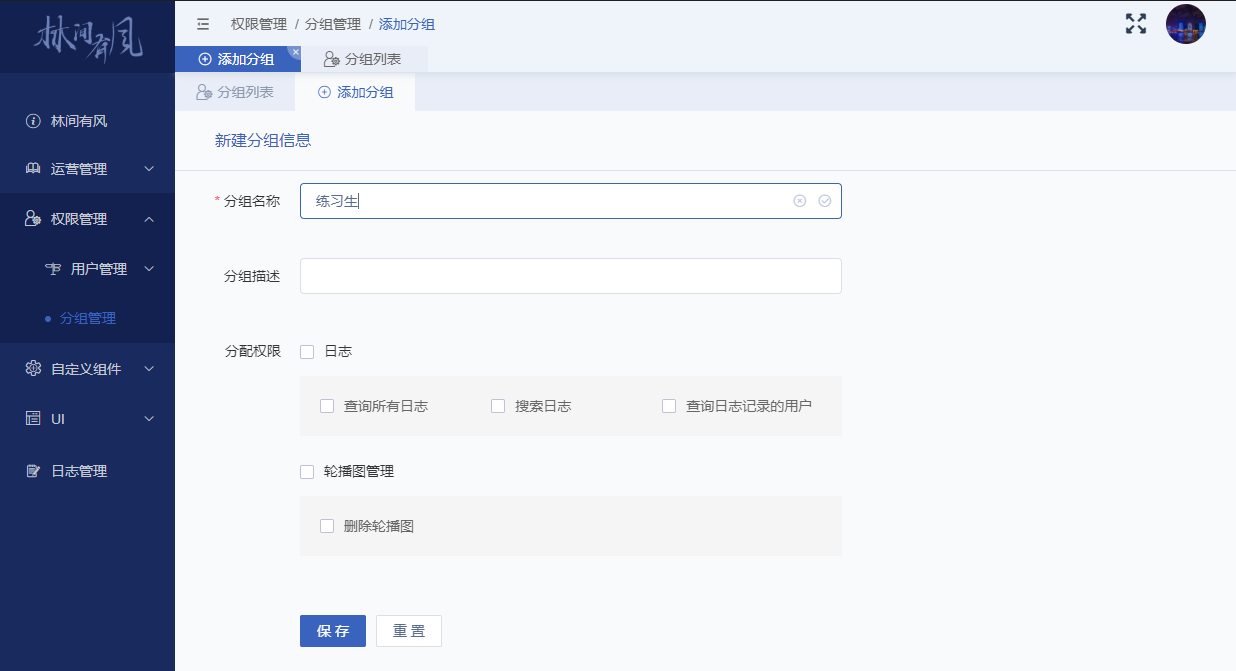 林间有风
权限管理 / 分组管理 / 添加分组
添加分组
分组列表
分组列表
添加分组
林间有风
运营管理
权限管理
用户管理
分组管理
自定义组件
UI
日志管理
新建分组信息
* 分组名称 练习生
分组描述
分配权限 日志
查询所有日志 搜索日志 查询日志记录的用户
轮播图管理
删除轮播图
保存 重置